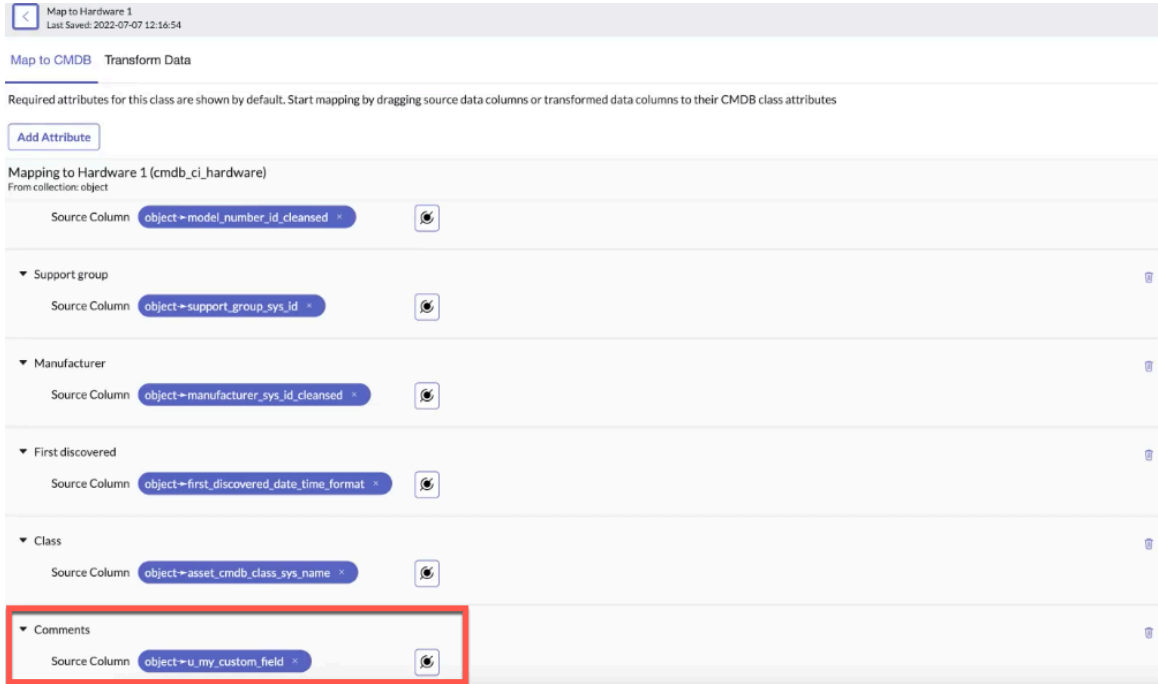 Map to Hardware 1
Last Saved: 2022-07-07 12:16:54
Map to CMDB Transform Data
Required attributes for this class are shown by default. Start mapping by dragging source data columns or transformed data columns to their CMDB class attributes
Add Attribute
Mapping to Hardware 1 (cmdb_ci_hardware)
From collection: object
Source Column object➛model_number_id_cleansed ×
Support group
Source Column object➛support_group_sys_id ×
Manufacturer
Source Column object➛manufacturer_sys_id_cleansed ×
First discovered
Source Column object➛first_discovered_date_time_format ×
Class
Source Column object➛asset_cmdb_class_sys_name ×
Comments
Source Column object➛u_my_custom_field ×